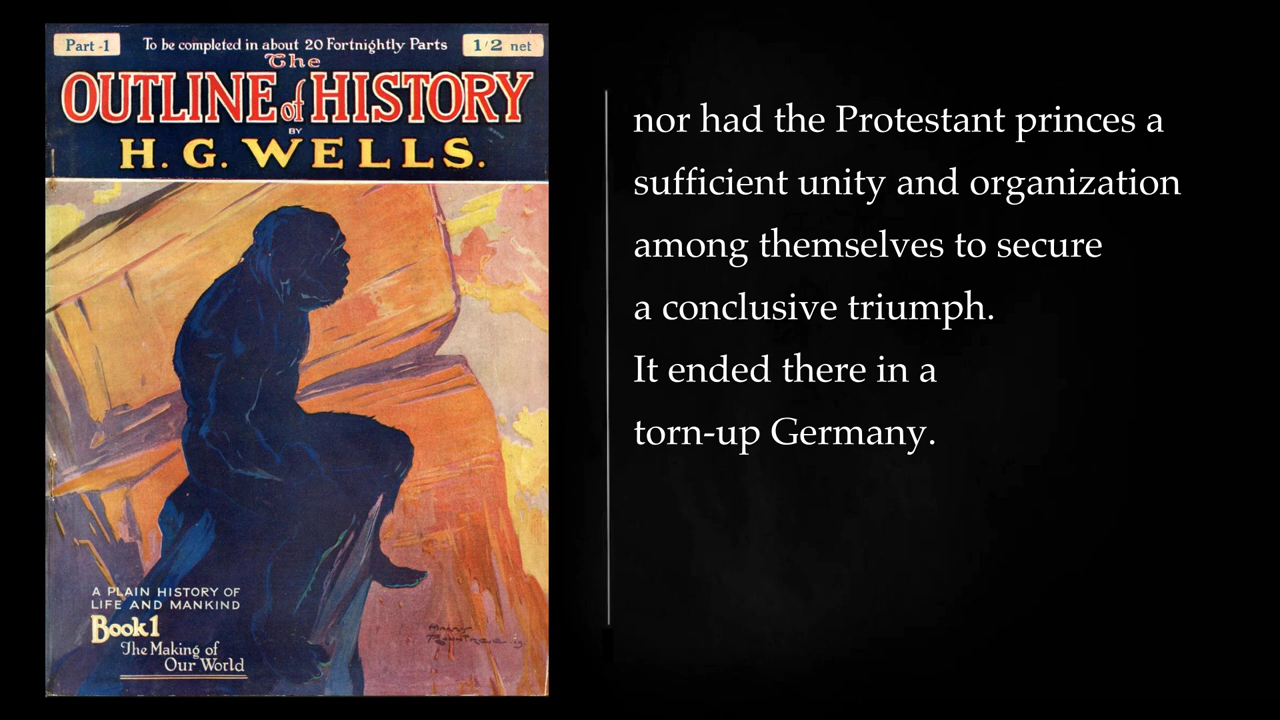 Part -1
To be completed in about 20 Fortnightly Parts
1/2 net
The
OUTLINE of HISTORY
BY
H. G. WELLS.
A PLAIN HISTORY OF
LIFE AND MANKIND
Book 1
The Making of
Our World
nor had the Protestant princes a
sufficient unity and organization
among themselves to secure
a conclusive triumph.
It ended there in a
torn-up Germany.